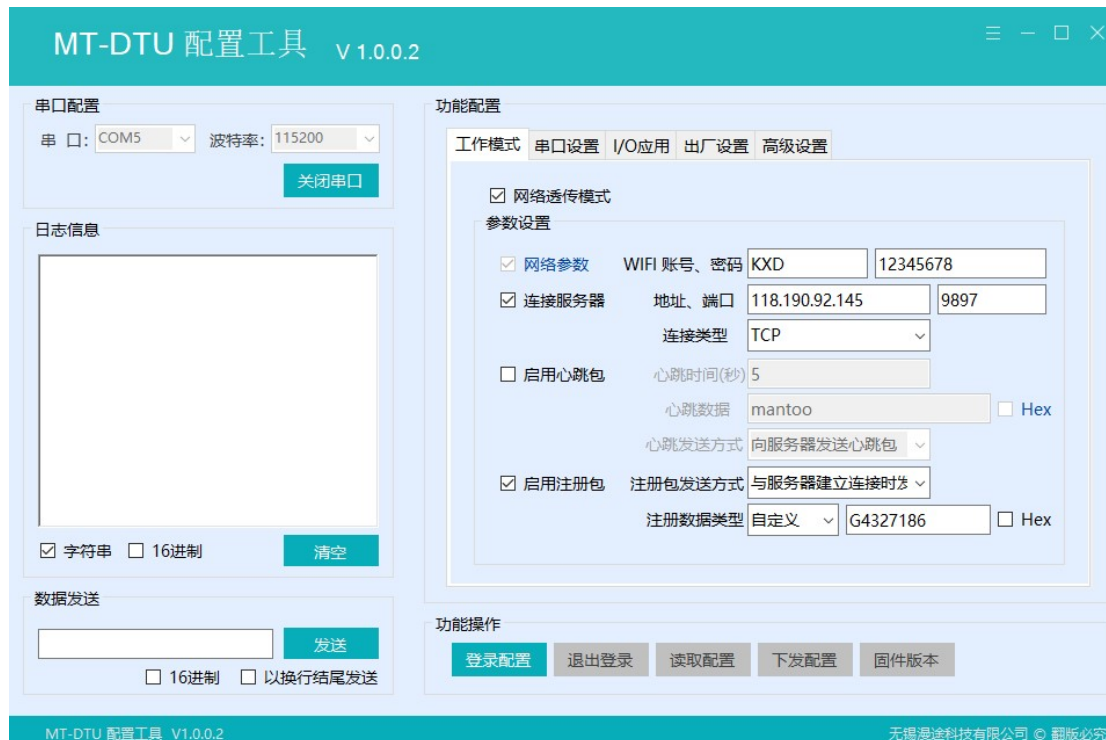 MT-DTU 配置工具 V 1.0.0.2
串口配置
串 口: COM5 波特率: 115200
关闭串口
日志信息
字符串 16进制 清空
数据发送
发送
16进制 以换行结尾发送
功能配置
工作模式 串口设置 I/O应用 出厂设置 高级设置
网络透传模式
参数设置
网络参数 WIFI 账号、密码 KXD 12345678
连接服务器 地址、端口 118.190.92.145 9897
连接类型 TCP
启用心跳包 心跳时间(秒) 5
心跳数据 mantoo Hex
心跳发送方式 向服务器发送心跳包
启用注册包 注册包发送方式 与服务器建立连接时发
注册数据类型 自定义 G4327186 Hex
功能操作
登录配置 退出登录 读取配置 下发配置 固件版本
MT-DTU 配置工具 V1.0.0.2 无锡漫途科技有限公司 © 翻版必究